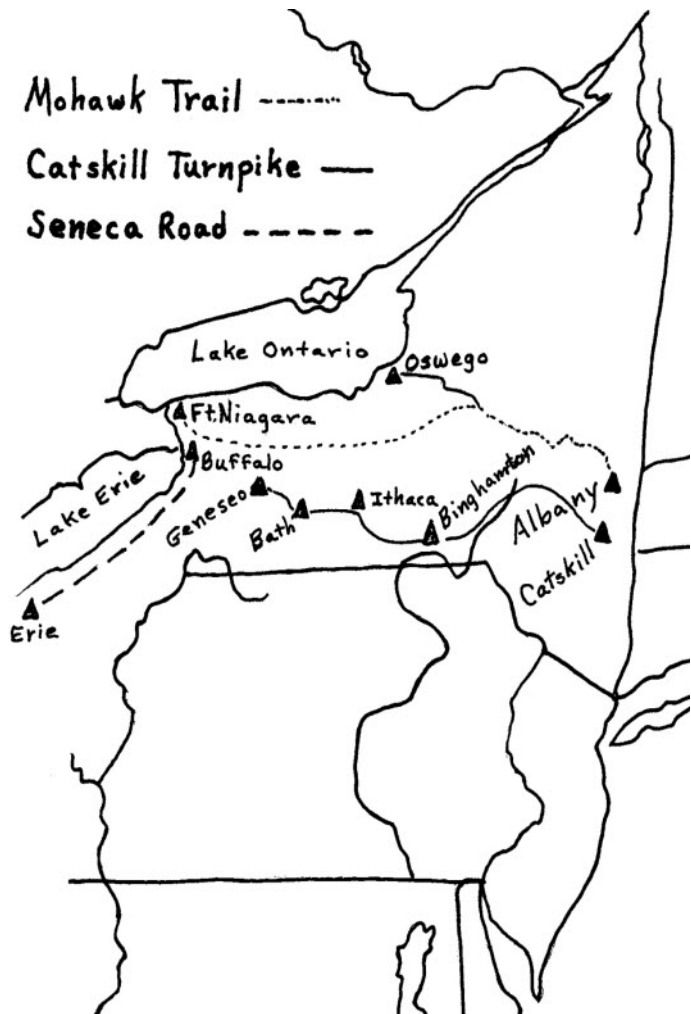 Mohawk Trail
Catskill Turnpike
Seneca Road
Lake Ontario
Oswego
Ft.Niagara
Buffalo
Lake Erie
Geneseo
Bath
Ithaca
Binghamton
Albany
Catskill
Erie